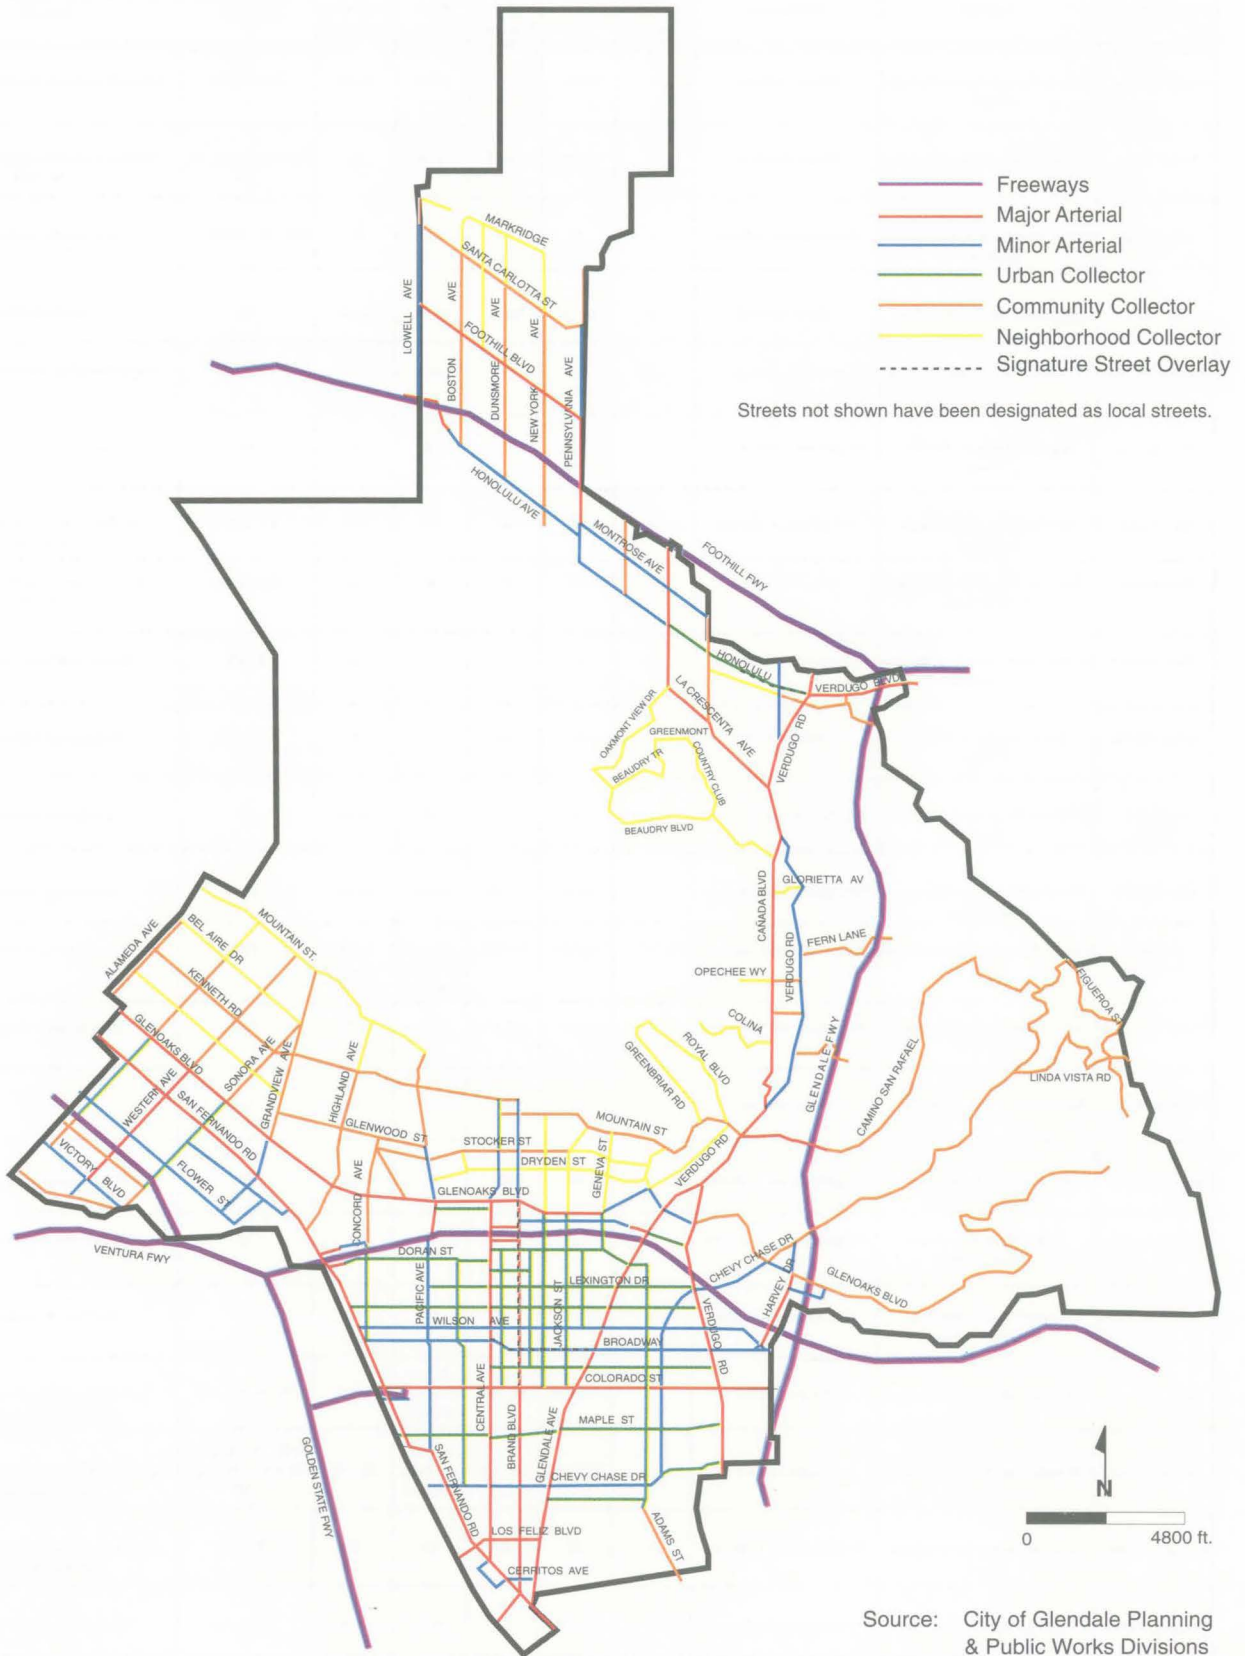 Freeways
Major Arterial
Minor Arterial
Urban Collector
Community Collector
Neighborhood Collector
Signature Street Overlay
Streets not shown have been designated as local streets.
MARKRIDGE
SANTA CARLOTTA ST
LOWELL AVE
BOSTON AVE
DUNSMORE AVE
NEW YORK AVE
PENNSYLVANIA AVE
FOOTHILL BLVD
HONOLULU AVE
MONTROSE AVE
FOOTHILL FWY
HONOLULU
VERDUGO BLVD
LA CRESCENTA AVE
VERDUGO RD
OAKMONT VIEW DR
GREENMONT
BEAUDRY TR
COUNTRY CLUB
BEAUDRY BLVD
GLORIETTA AV
CAÑADA BLVD
VERDUGO RD
FERN LANE
OPECHEE WY
COLINA
ROYAL BLVD
GREENBRIAR RD
GLENDALE FWY
CAMINO SAN RAFAEL
FIGUEROA ST
LINDA VISTA RD
ALAMEDA AVE
BEL AIRE DR
MOUNTAIN ST.
KENNETH RD
GLENOAKS BLVD
WESTERN AVE
SONORA AVE
GRANDVIEW AVE
HIGHLAND AVE
SAN FERNANDO RD
GLENWOOD ST
VICTORY BLVD
FLOWER ST
CONCORD AVE
STOCKER ST
DRYDEN ST
MOUNTAIN ST
GENEVA ST
VERDUGO RD
GLENOAKS BLVD
VENTURA FWY
DORAN ST
PACIFIC AVE
LEXINGTON DR
JACKSON ST
CHEVY CHASE DR
HARVEY DR
GLENOAKS BLVD
WILSON AVE
BROADWAY
VERDUGO RD
COLORADO ST
CENTRAL AVE
BRAND BLVD
GLENDALE AVE
MAPLE ST
GOLDEN STATE FWY
SAN FERNANDO RD
CHEVY CHASE DR
LOS FELIZ BLVD
ADAMS ST
CERRITOS AVE
N
0 4800 ft.
Source: City of Glendale Planning
& Public Works Divisions